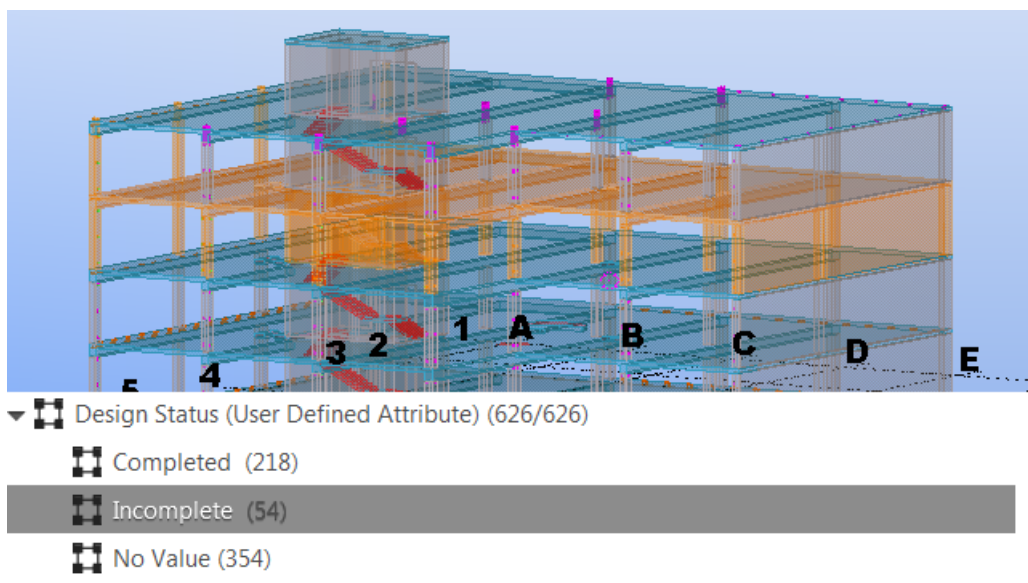 1 A B C D E
2
3
4
5
Design Status (User Defined Attribute) (626/626)
Completed (218)
Incomplete (54)
No Value (354)